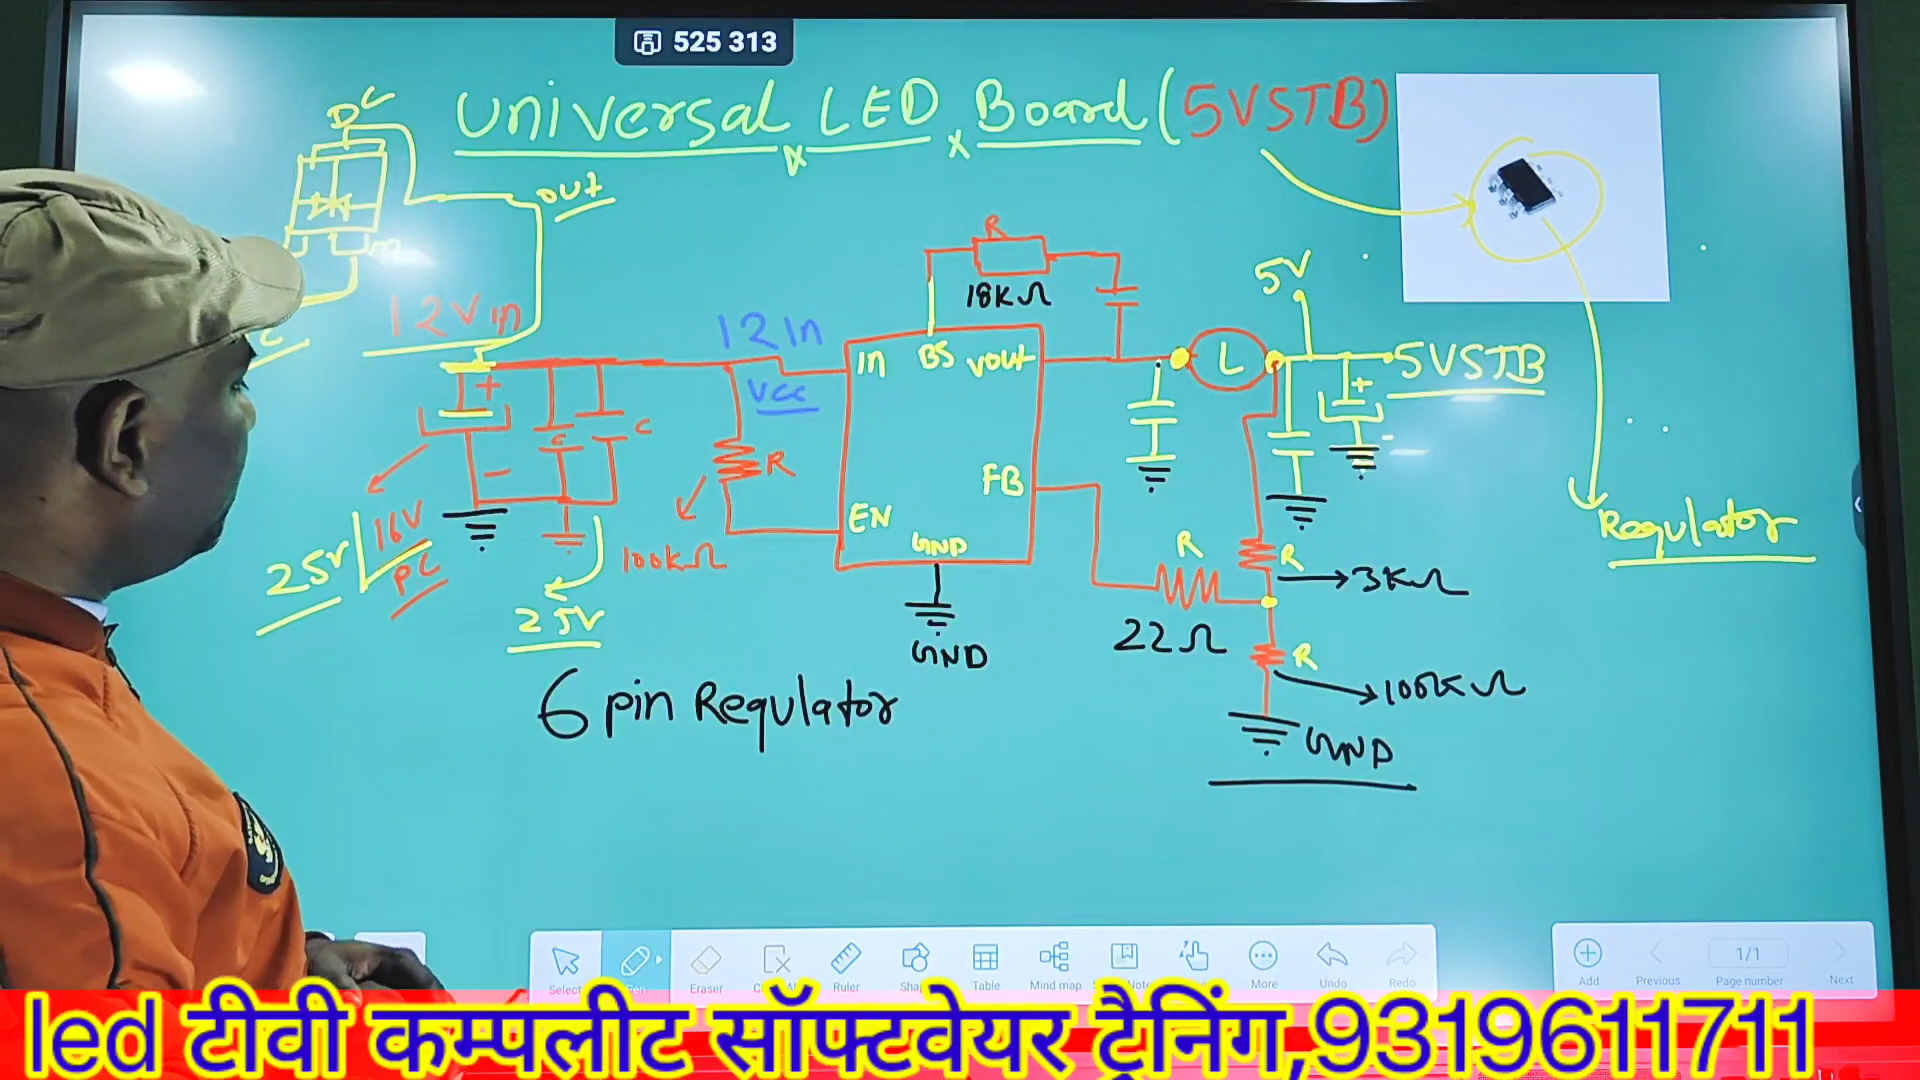 525 313
Universal LED Board (5VSTB)
DC
OUT
12Vin
12In
Vcc
R
18KΩ
5V
IN
BS
VOUT
L
5VSTB
+
+
C
C
-
R
FB
EN
GND
16V
PC
25V
25V
100KΩ
Regulator
R
R
3KΩ
22Ω
GND
R
100KΩ
6 pin Regulator
GND
Select
Pen
Eraser
Ruler
Table
Mind map
More
Undo
Redo
Add
Previous
1/1
Page number
Next
led टीवी कम्पलीट सॉफ्टवेयर ट्रैनिंग,9319611711